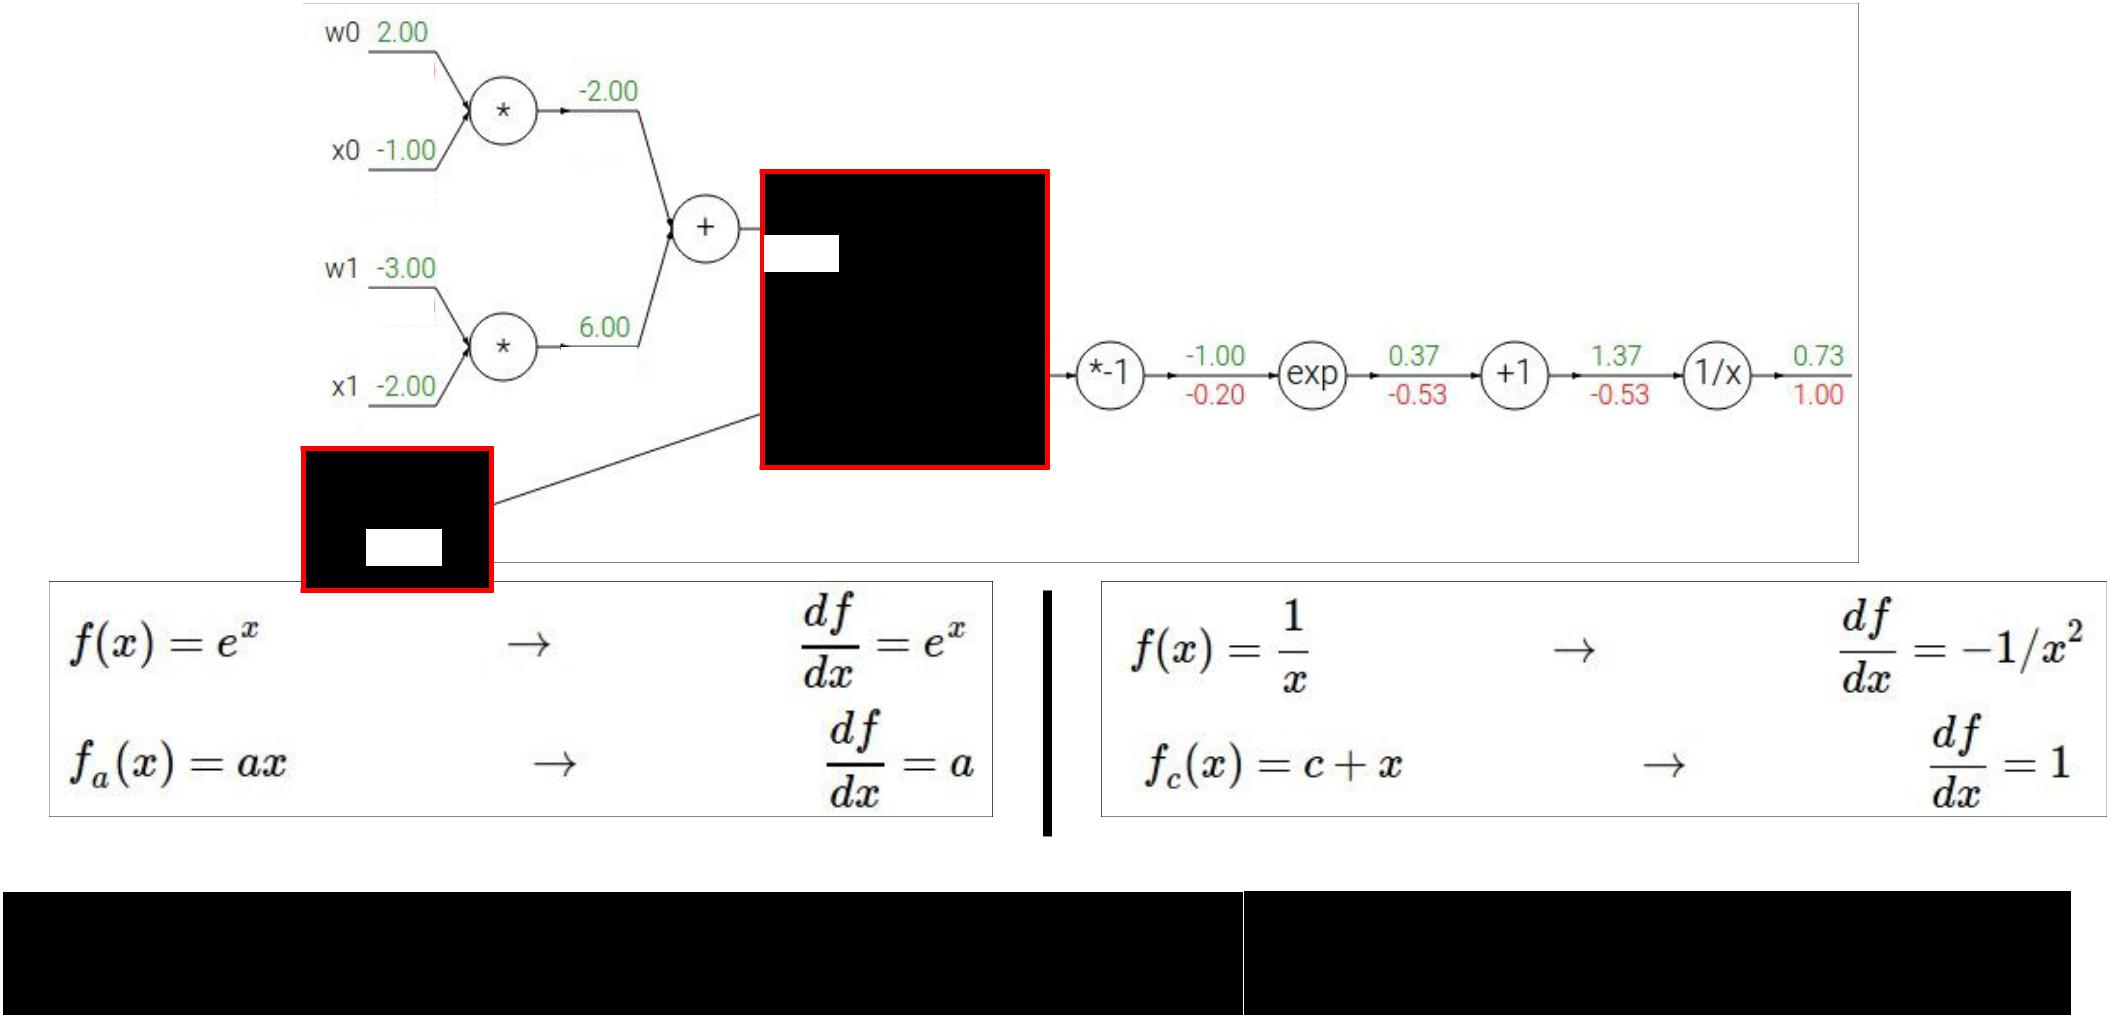 w0 2.00
* -2.00
x0 -1.00
+
w1 -3.00
* 6.00
x1 -2.00
*-1 -1.00 exp 0.37 +1 1.37 1/x 0.73
-0.20 -0.53 -0.53 1.00
f(x) = e^x → df/dx = e^x
f_a(x) = ax → df/dx = a
f(x) = 1/x → df/dx = −1/x^2
f_c(x) = c + x → df/dx = 1